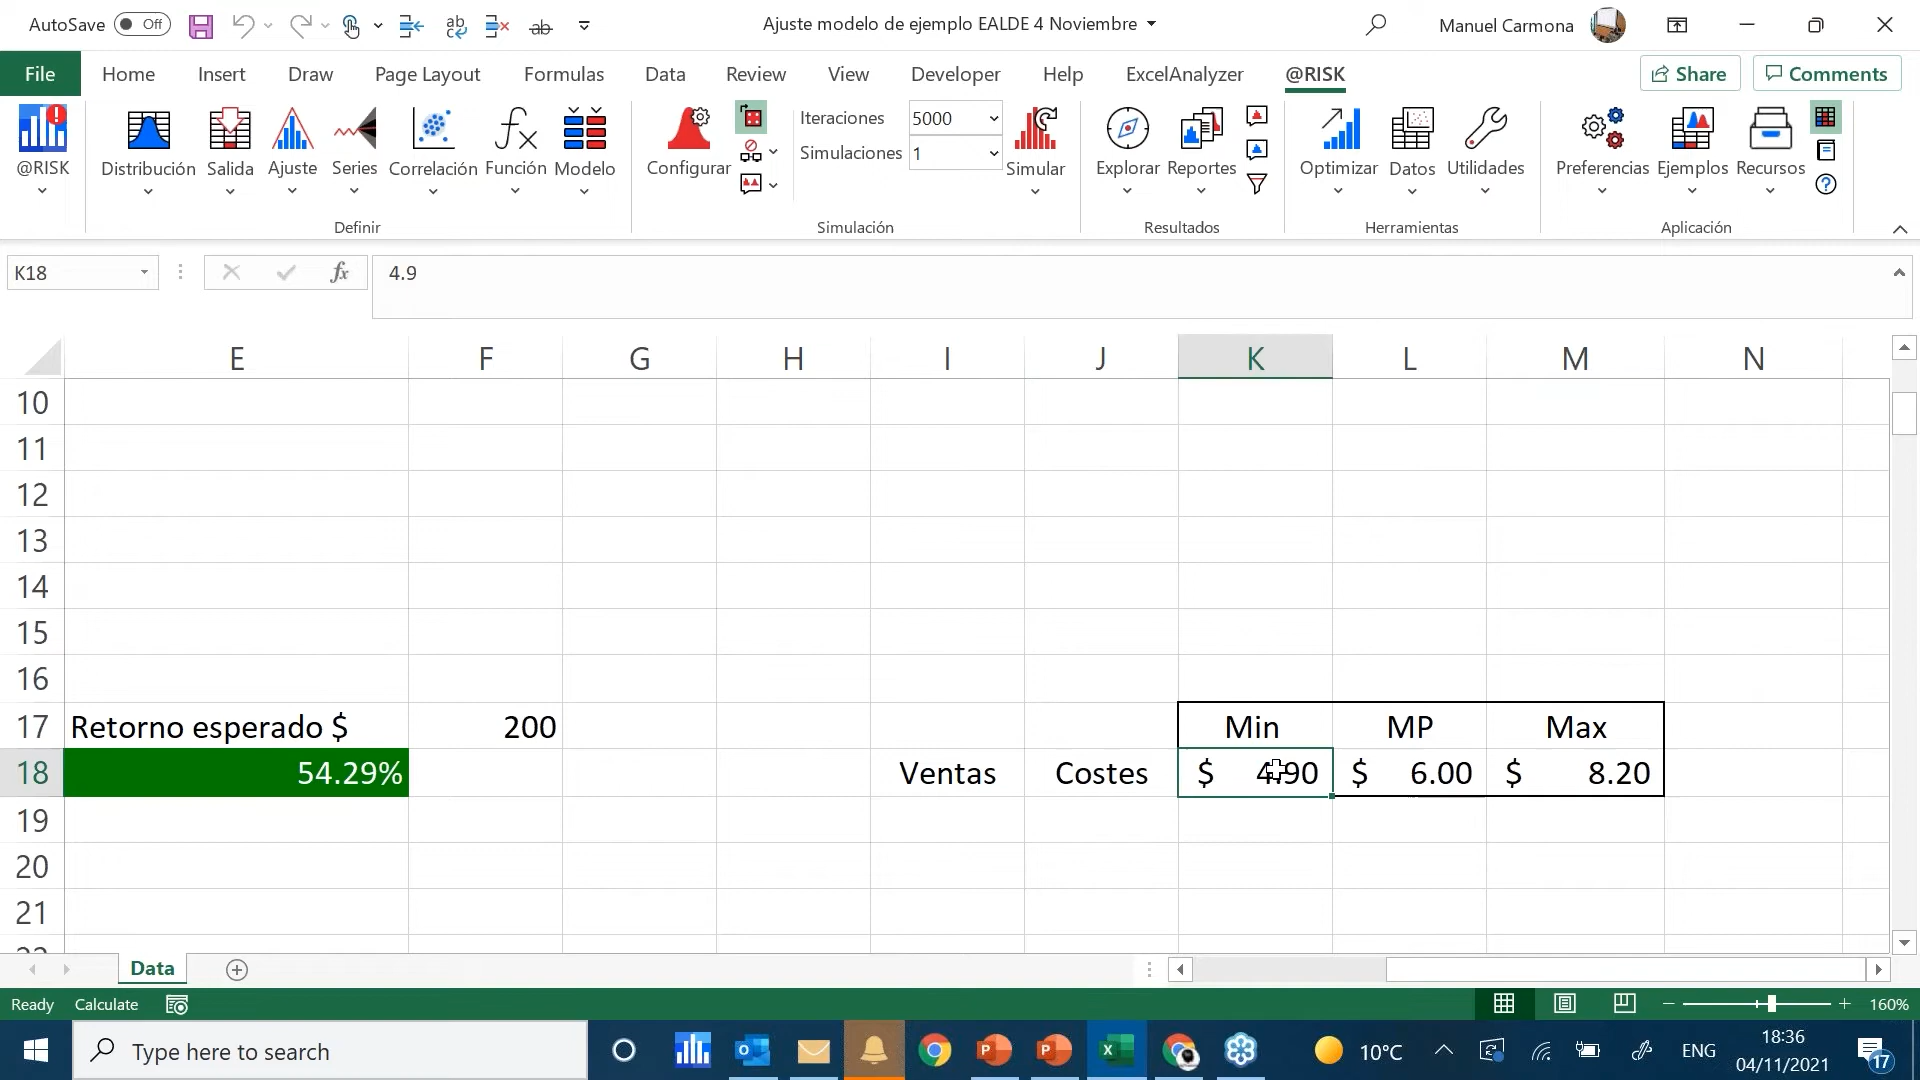 AutoSave Off
Ajuste modelo de ejemplo EALDE 4 Noviembre
Manuel Carmona
File Home Insert Draw Page Layout Formulas Data Review View Developer Help ExcelAnalyzer @RISK
Share Comments
@RISK Distribución Salida Ajuste Series Correlación Función Modelo
Configurar
Iteraciones 5000
Simulaciones 1
Simular
Explorar Reportes Optimizar Datos Utilidades Preferencias Ejemplos Recursos
Definir Simulación Resultados Herramientas Aplicación
K18 fx 4.9
E F G H I J K L M N
10
11
12
13
14
15
16
17 Retorno esperado $ 200 Min MP Max
18 54.29% Ventas Costes $ 4.90 $ 6.00 $ 8.20
19
20
21
22
Data
Ready Calculate 160%
Type here to search
10°C
ENG
18:36
04/11/2021
17